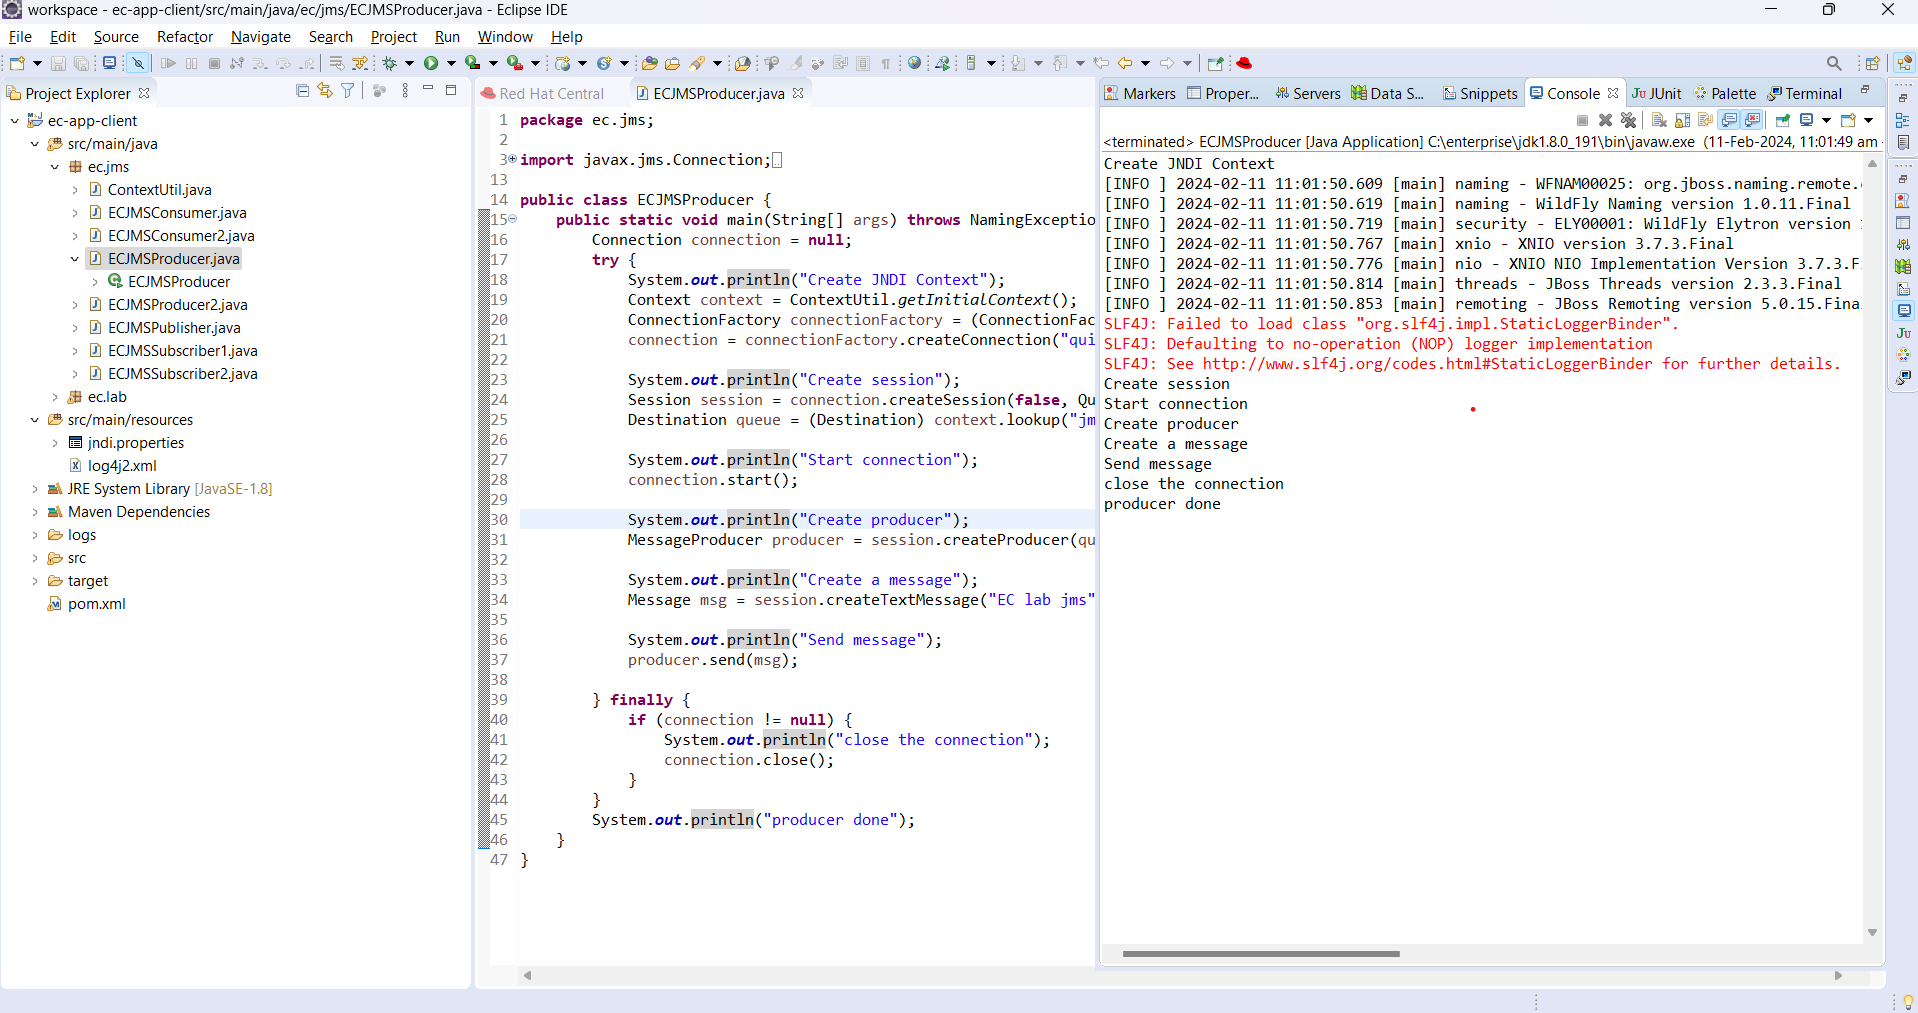 workspace - ec-app-client/src/main/java/ec/jms/ECJMSProducer.java - Eclipse IDE
File Edit Source Refactor Navigate Search Project Run Window Help
Project Explorer
ec-app-client
src/main/java
ec.jms
ContextUtil.java
ECJMSConsumer.java
ECJMSConsumer2.java
ECJMSProducer.java
ECJMSProducer
ECJMSProducer2.java
ECJMSPublisher.java
ECJMSSubscriber1.java
ECJMSSubscriber2.java
ec.lab
src/main/resources
jndi.properties
log4j2.xml
JRE System Library [JavaSE-1.8]
Maven Dependencies
logs
src
target
pom.xml
Red Hat Central ECJMSProducer.java
1 package ec.jms;
2
3 import javax.jms.Connection;
13
14 public class ECJMSProducer {
15 public static void main(String[] args) throws NamingExceptio
16 Connection connection = null;
17 try {
18 System.out.println("Create JNDI Context");
19 Context context = ContextUtil.getInitialContext();
20 ConnectionFactory connectionFactory = (ConnectionFac
21 connection = connectionFactory.createConnection("qui
22
23 System.out.println("Create session");
24 Session session = connection.createSession(false, Qu
25 Destination queue = (Destination) context.lookup("jm
26
27 System.out.println("Start connection");
28 connection.start();
29
30 System.out.println("Create producer");
31 MessageProducer producer = session.createProducer(qu
32
33 System.out.println("Create a message");
34 Message msg = session.createTextMessage("EC lab jms"
35
36 System.out.println("Send message");
37 producer.send(msg);
38
39 } finally {
40 if (connection != null) {
41 System.out.println("close the connection");
42 connection.close();
43 }
44 }
45 System.out.println("producer done");
46 }
47 }
Markers Proper... Servers Data S... Snippets Console JUnit Palette Terminal
<terminated> ECJMSProducer [Java Application] C:\enterprise\jdk1.8.0_191\bin\javaw.exe (11-Feb-2024, 11:01:49 am
Create JNDI Context
[INFO ] 2024-02-11 11:01:50.609 [main] naming - WFNAM00025: org.jboss.naming.remote.
[INFO ] 2024-02-11 11:01:50.619 [main] naming - WildFly Naming version 1.0.11.Final
[INFO ] 2024-02-11 11:01:50.719 [main] security - ELY00001: WildFly Elytron version
[INFO ] 2024-02-11 11:01:50.767 [main] xnio - XNIO version 3.7.3.Final
[INFO ] 2024-02-11 11:01:50.776 [main] nio - XNIO NIO Implementation Version 3.7.3.F
[INFO ] 2024-02-11 11:01:50.814 [main] threads - JBoss Threads version 2.3.3.Final
[INFO ] 2024-02-11 11:01:50.853 [main] remoting - JBoss Remoting version 5.0.15.Fina
SLF4J: Failed to load class "org.slf4j.impl.StaticLoggerBinder".
SLF4J: Defaulting to no-operation (NOP) logger implementation
SLF4J: See http://www.slf4j.org/codes.html#StaticLoggerBinder for further details.
Create session
Start connection
Create producer
Create a message
Send message
close the connection
producer done